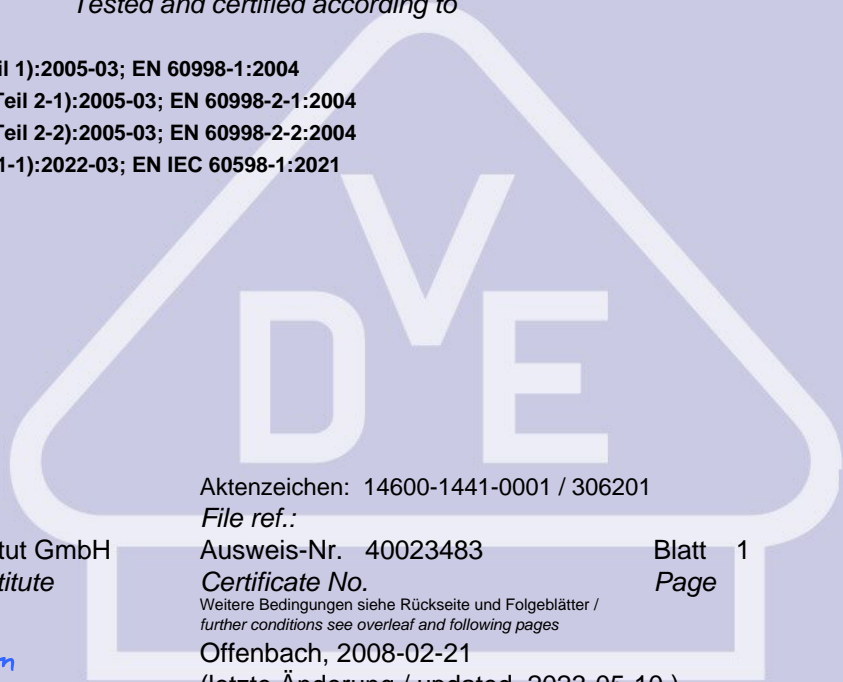 Tested and certified according to
il 1):2005-03; EN 60998-1:2004
Teil 2-1):2005-03; EN 60998-2-1:2004
Teil 2-2):2005-03; EN 60998-2-2:2004
1-1):2022-03; EN IEC 60598-1:2021
VDE
Aktenzeichen: 14600-1441-0001 / 306201
File ref.:
tut GmbH Ausweis-Nr. 40023483 Blatt 1
titute Certificate No. Page
Weitere Bedingungen siehe Rückseite und Folgeblätter /
further conditions see overleaf and following pages
Offenbach, 2008-02-21
(letzte Änderung / updated